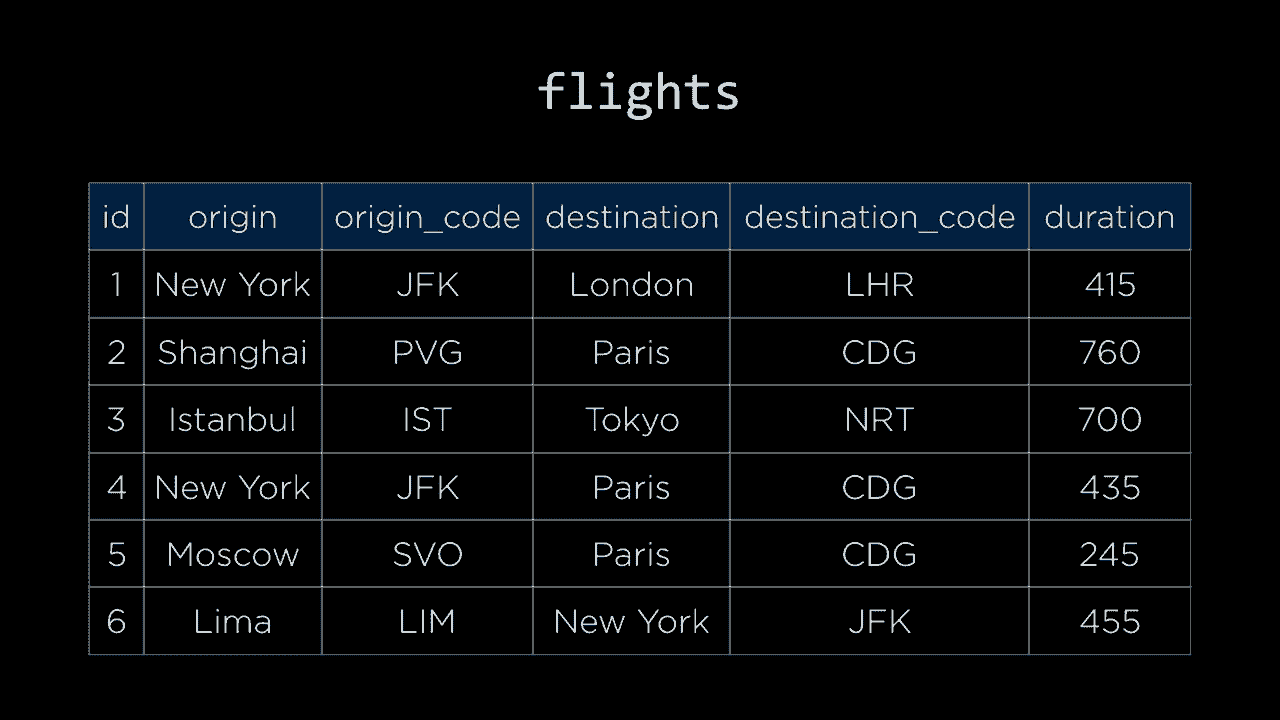 flights
id origin origin_code destination destination_code duration
1 New York JFK London LHR 415
2 Shanghai PVG Paris CDG 760
3 Istanbul IST Tokyo NRT 700
4 New York JFK Paris CDG 435
5 Moscow SVO Paris CDG 245
6 Lima LIM New York JFK 455